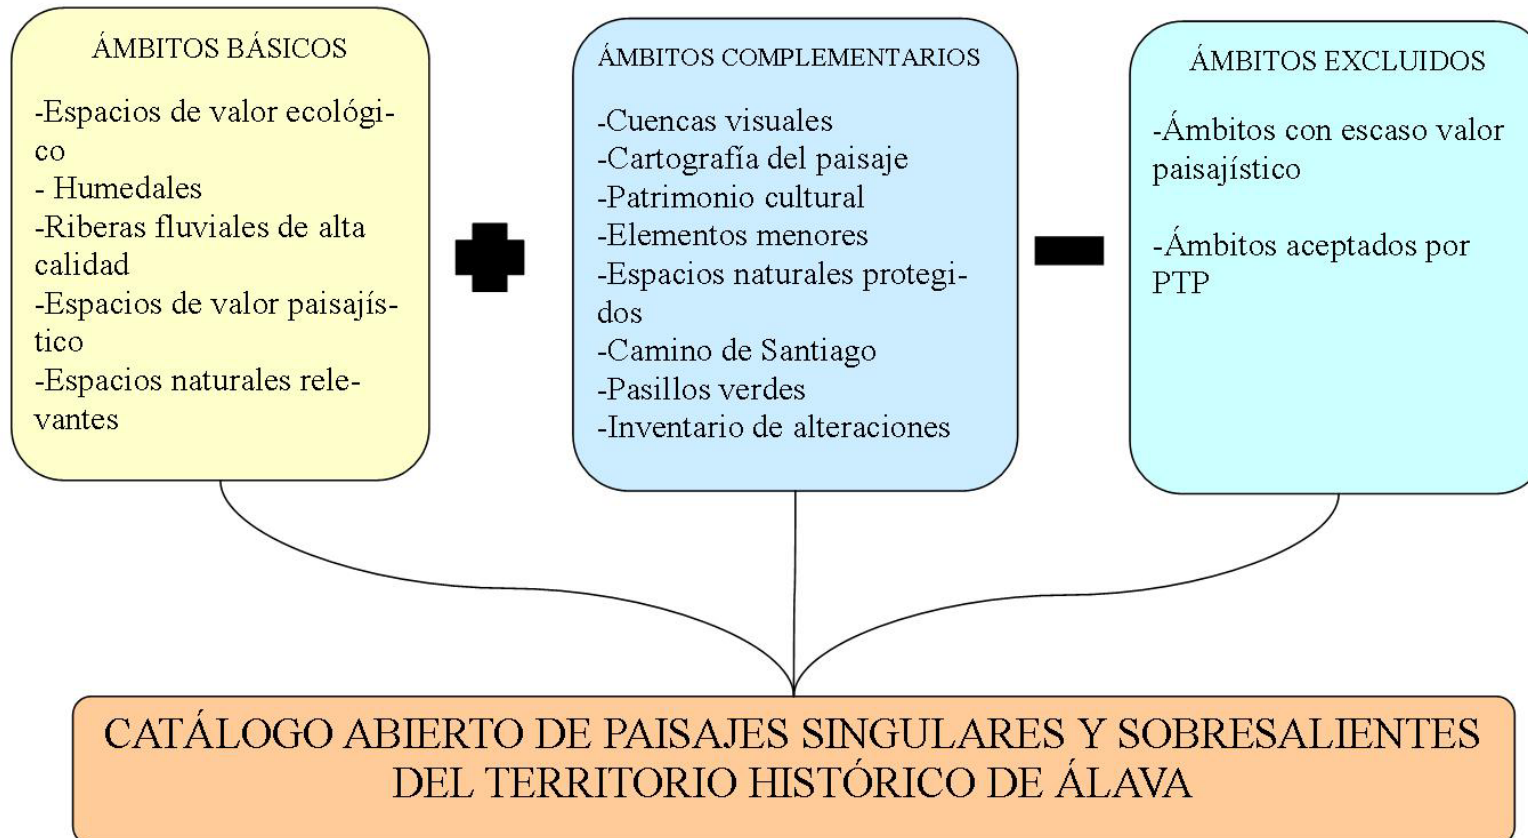 ÁMBITOS BÁSICOS
-Espacios de valor ecológi-
co
- Humedales
-Riberas fluviales de alta
calidad
-Espacios de valor paisajís-
tico
-Espacios naturales rele-
vantes
ÁMBITOS COMPLEMENTARIOS
-Cuencas visuales
-Cartografía del paisaje
-Patrimonio cultural
-Elementos menores
-Espacios naturales protegi-
dos
-Camino de Santiago
-Pasillos verdes
-Inventario de alteraciones
ÁMBITOS EXCLUIDOS
-Ámbitos con escaso valor
paisajístico
-Ámbitos aceptados por
PTP
CATÁLOGO ABIERTO DE PAISAJES SINGULARES Y SOBRESALIENTES
DEL TERRITORIO HISTÓRICO DE ÁLAVA